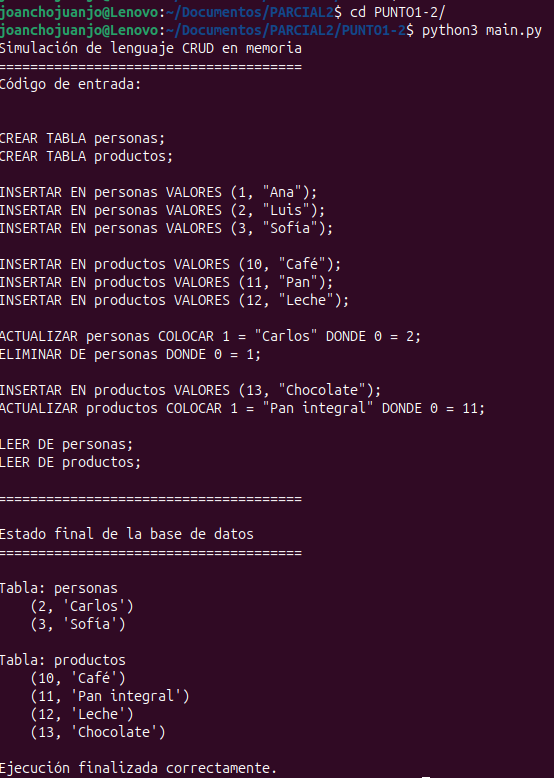 joanchojuanjo@Lenovo:~/Documentos/PARCIAL2$ cd PUNTO1-2/
joanchojuanjo@Lenovo:~/Documentos/PARCIAL2/PUNTO1-2$ python3 main.py
Simulación de lenguaje CRUD en memoria
======================================
Código de entrada:
CREAR TABLA personas;
CREAR TABLA productos;
INSERTAR EN personas VALORES (1, "Ana");
INSERTAR EN personas VALORES (2, "Luis");
INSERTAR EN personas VALORES (3, "Sofía");
INSERTAR EN productos VALORES (10, "Café");
INSERTAR EN productos VALORES (11, "Pan");
INSERTAR EN productos VALORES (12, "Leche");
ACTUALIZAR personas COLOCAR 1 = "Carlos" DONDE 0 = 2;
ELIMINAR DE personas DONDE 0 = 1;
INSERTAR EN productos VALORES (13, "Chocolate");
ACTUALIZAR productos COLOCAR 1 = "Pan integral" DONDE 0 = 11;
LEER DE personas;
LEER DE productos;
======================================
Estado final de la base de datos
======================================
Tabla: personas
(2, 'Carlos')
(3, 'Sofía')
Tabla: productos
(10, 'Café')
(11, 'Pan integral')
(12, 'Leche')
(13, 'Chocolate')
Ejecución finalizada correctamente.